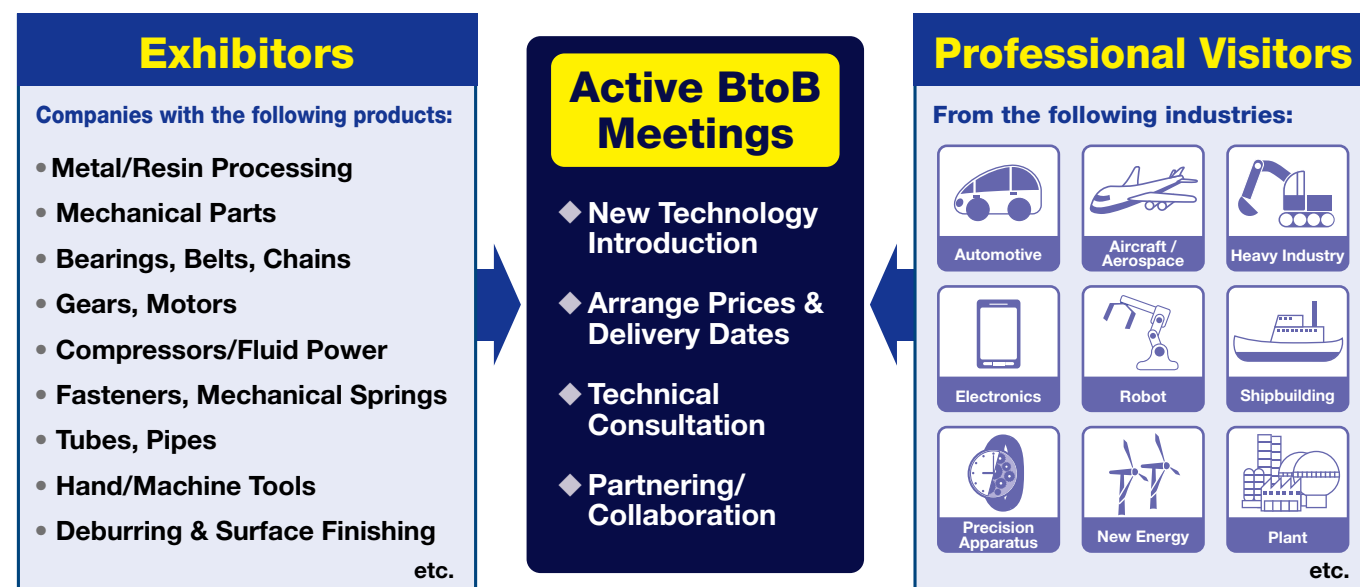 Exhibitors
Companies with the following products:
• Metal/Resin Processing
• Mechanical Parts
• Bearings, Belts, Chains
• Gears, Motors
• Compressors/Fluid Power
• Fasteners, Mechanical Springs
• Tubes, Pipes
• Hand/Machine Tools
• Deburring & Surface Finishing
etc.
Active BtoB
Meetings
◆ New Technology
Introduction
◆ Arrange Prices &
Delivery Dates
◆ Technical
Consultation
◆ Partnering/
Collaboration
Professional Visitors
From the following industries:
Automotive
Aircraft /
Aerospace
Heavy Industry
Electronics
Robot
Shipbuilding
Precision
Apparatus
New Energy
Plant
etc.